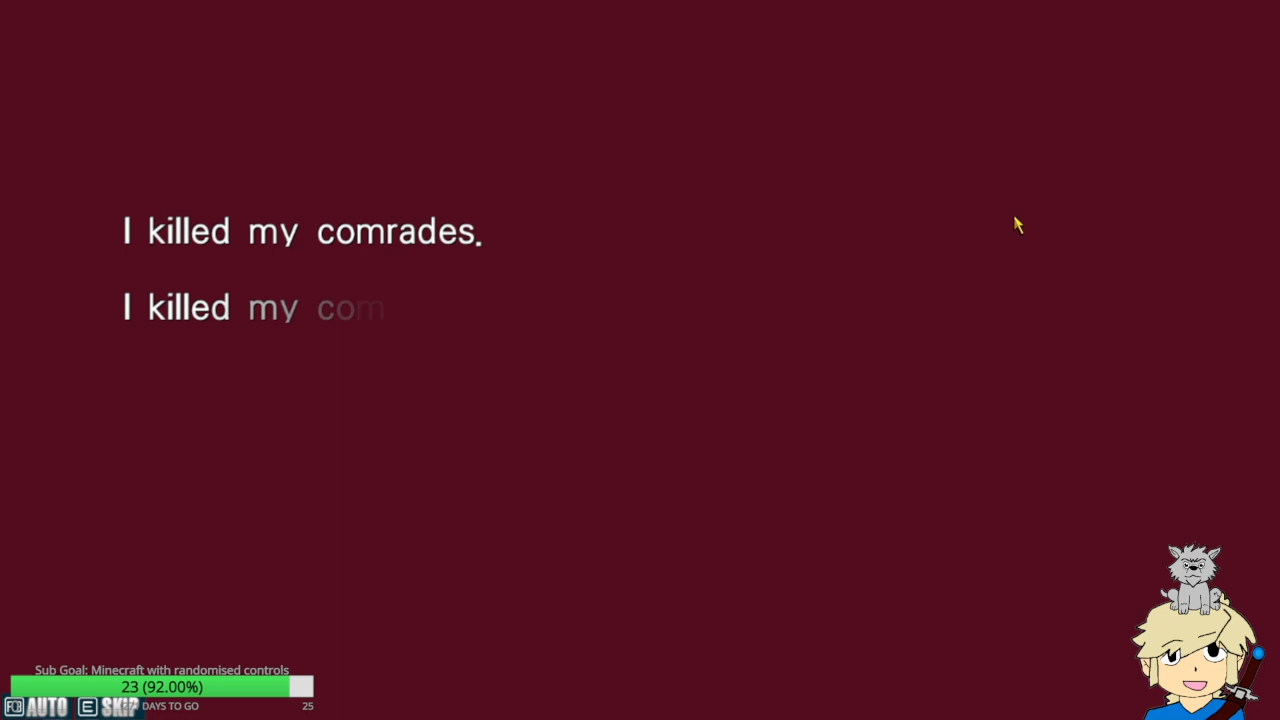 I killed my comrades.
I killed my com
Sub Goal: Minecraft with randomised controls
23 (92.00%)
AUTO E SKIP DAYS TO GO 25